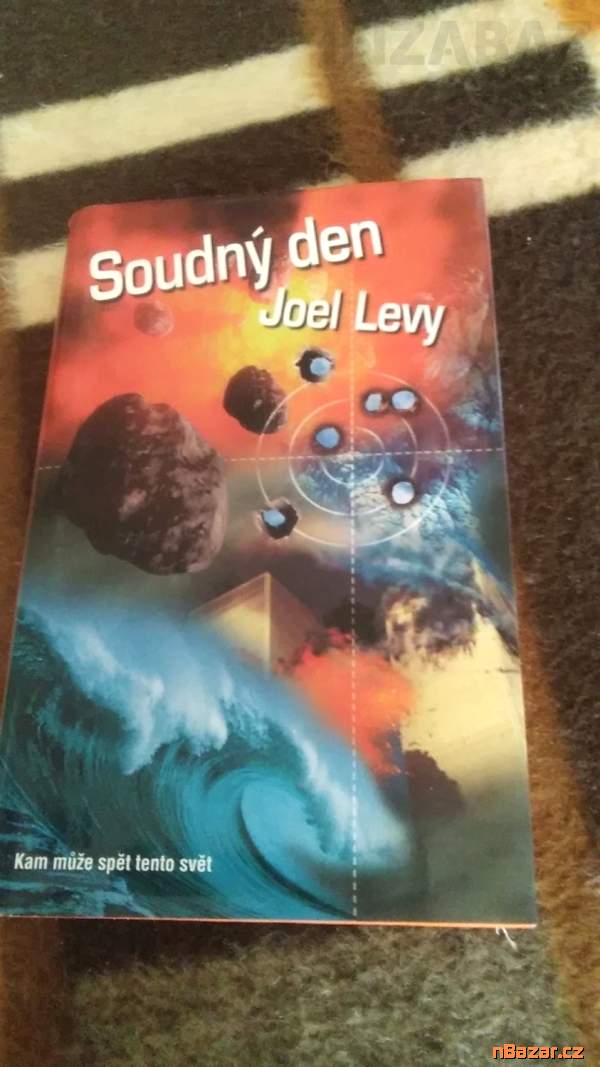 Soudný den
Joel Levy
Kam může spět tento svět
nBazar.cz